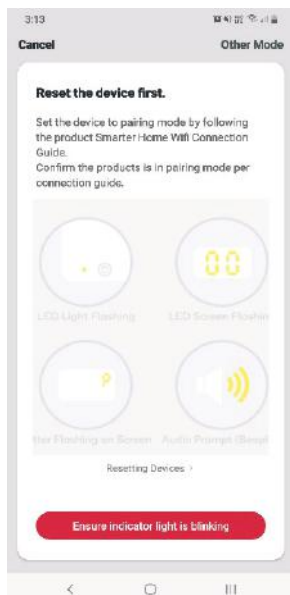 3:13
Cancel
Other Mode
Reset the device first.
Set the device to pairing mode by following
the product Smarter Home Wifi Connection
Guide.
Confirm the products is in pairing mode per
connection guide.
00
LED Light Flashing
LED Screen Flashin
ter Flashing on Screen
Audio Prompt (Beep
Resetting Devices >
Ensure indicator light is blinking